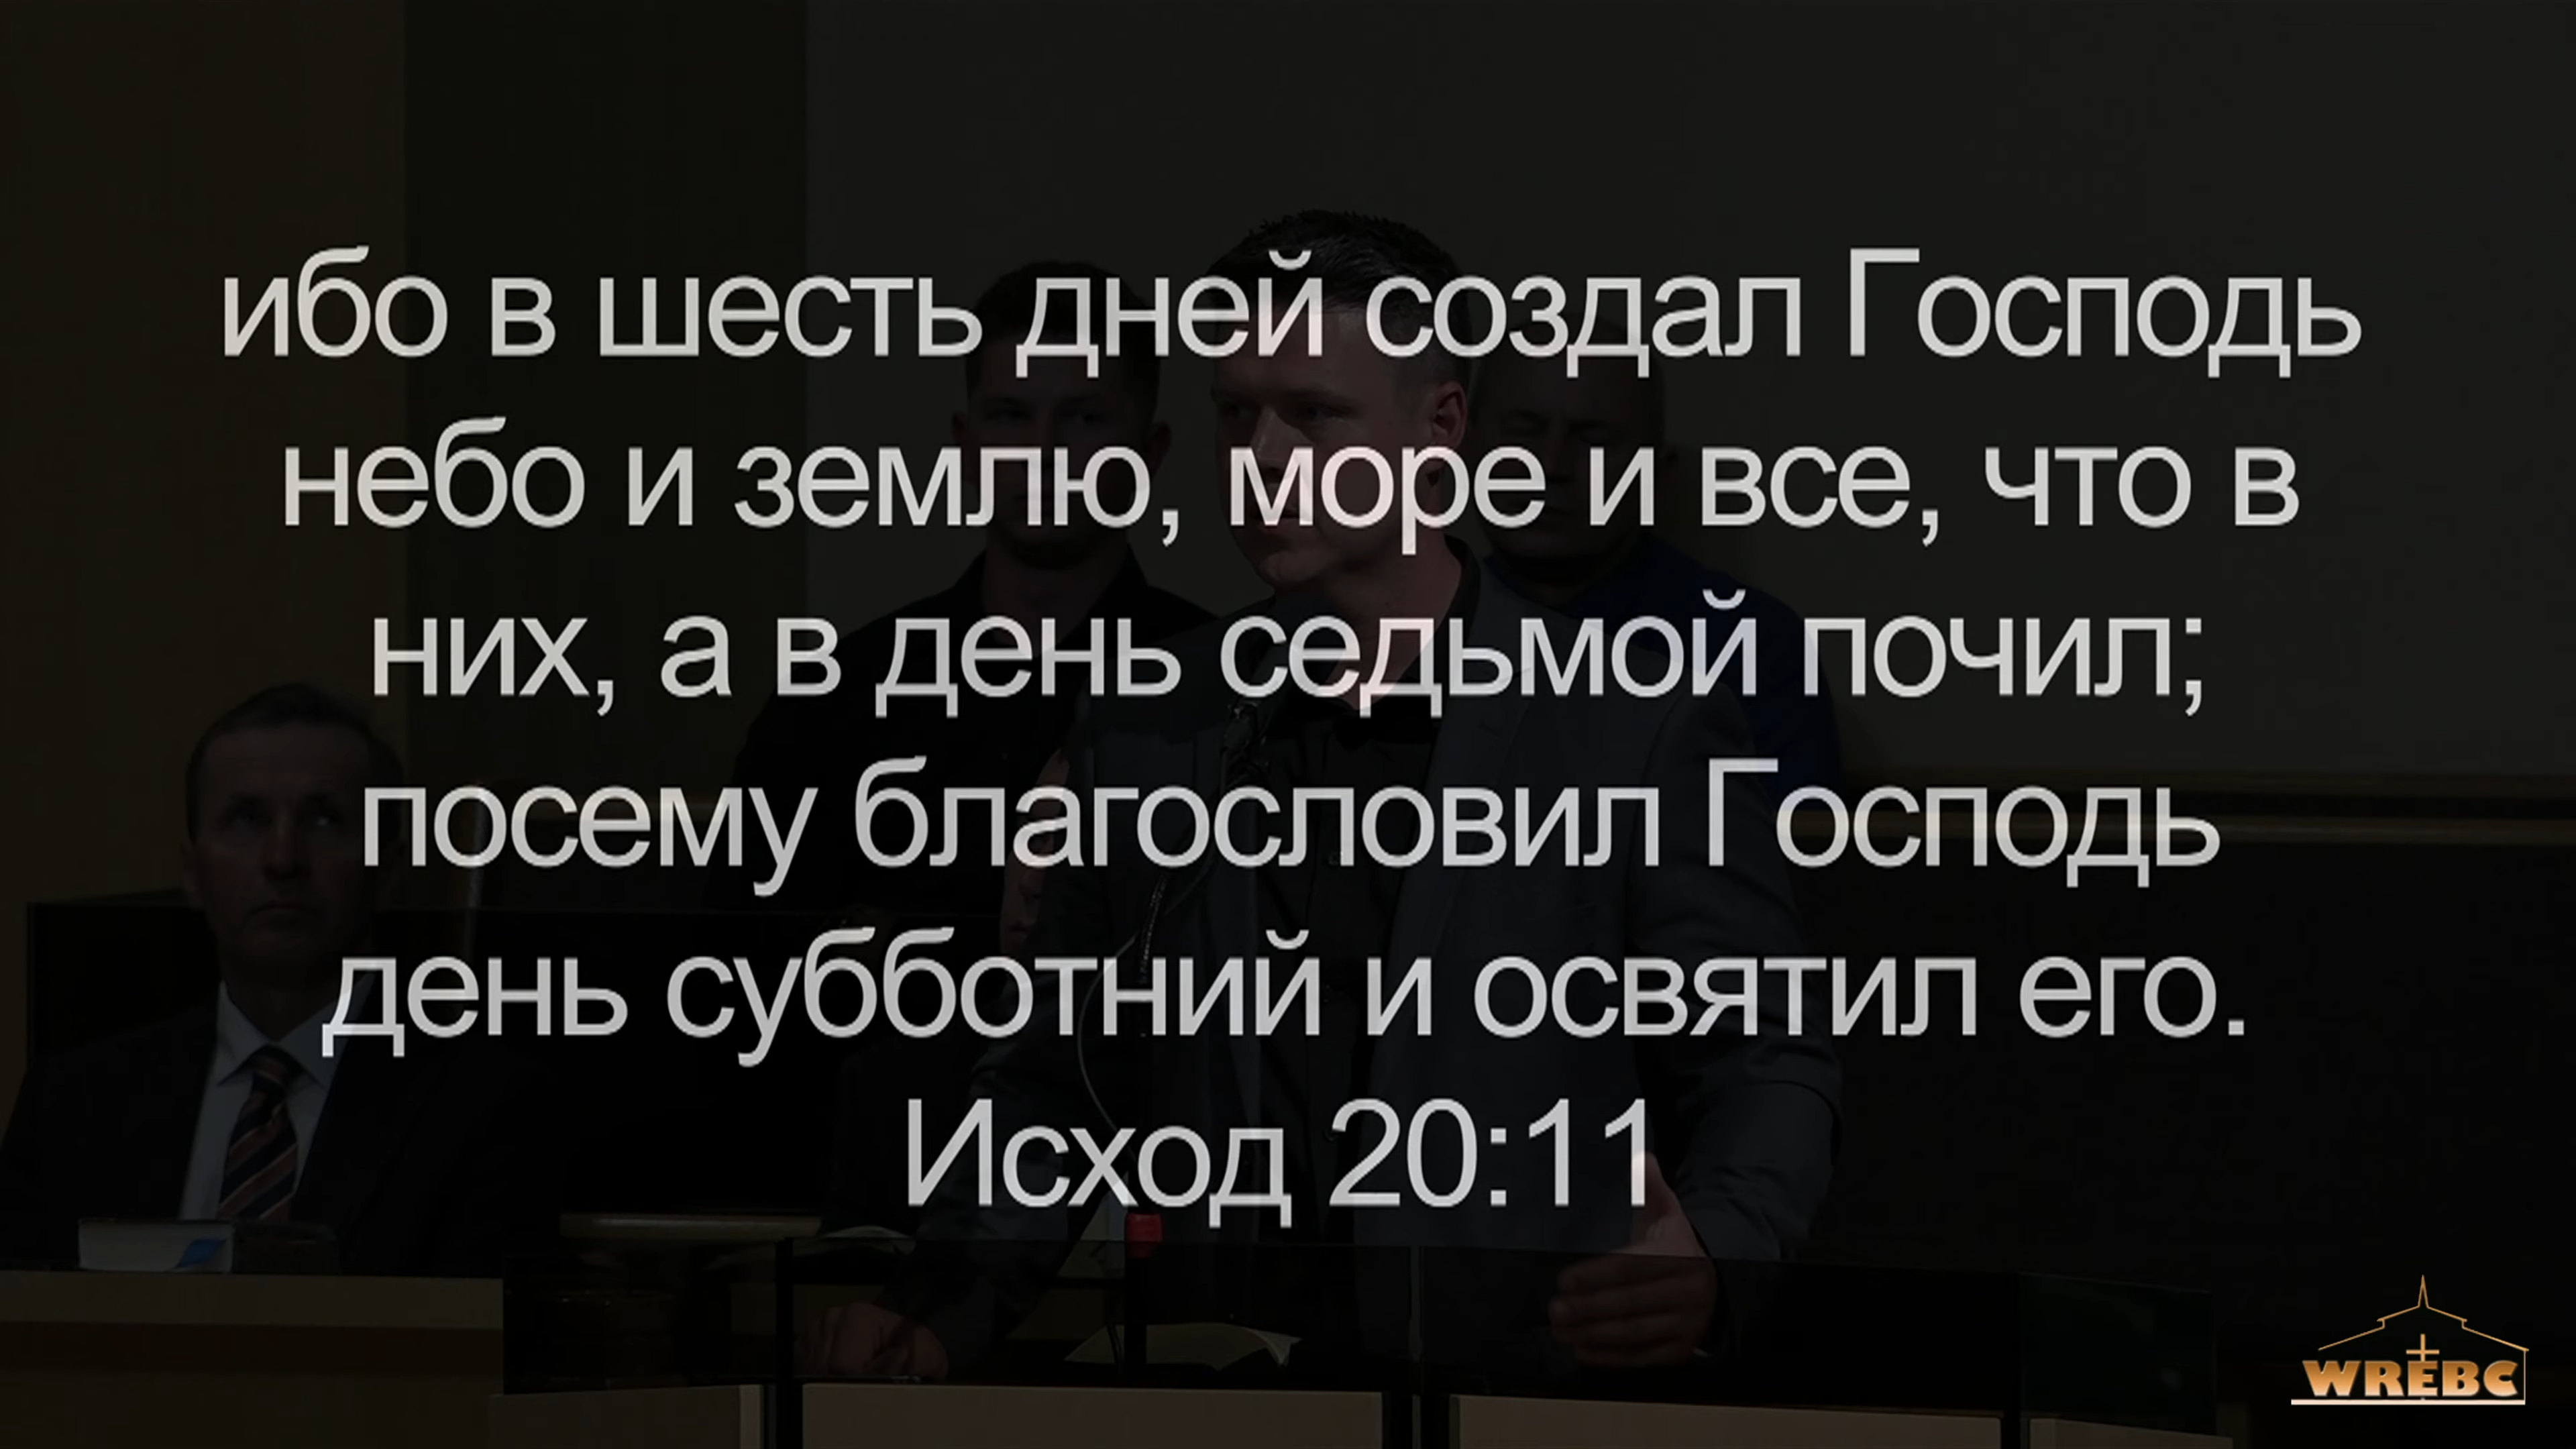 ибо в шесть дней создал Господь
небо и землю, море и все, что в
них, а в день седьмой почил;
посему благословил Господь
день субботний и освятил его.
Исход 20:11
WREBC